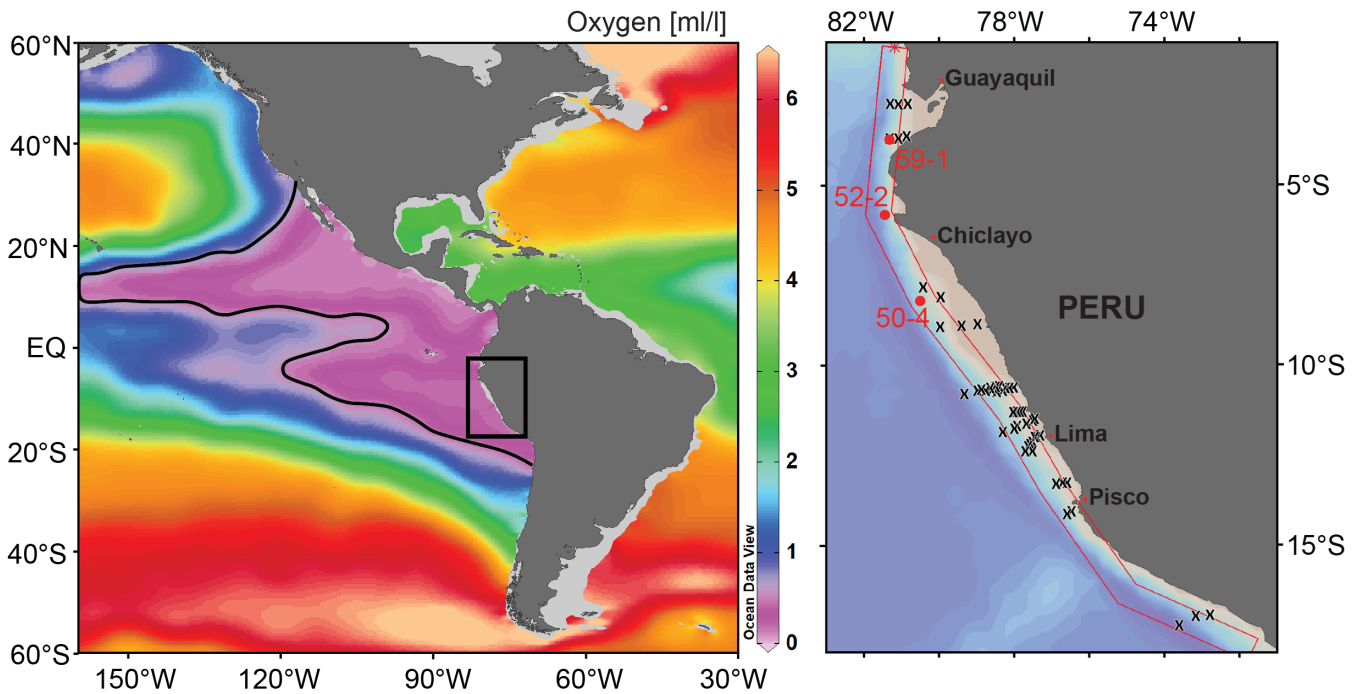 Oxygen [ml/l]
60°N
40°N
20°N
EQ
20°S
40°S
60°S
150°W
120°W
90°W
60°W
30°W
6
5
4
3
2
1
0
Ocean Data View
82°W
78°W
74°W
Guayaquil
59-1
52-2
Chiclayo
50-4
PERU
Lima
Pisco
5°S
10°S
15°S